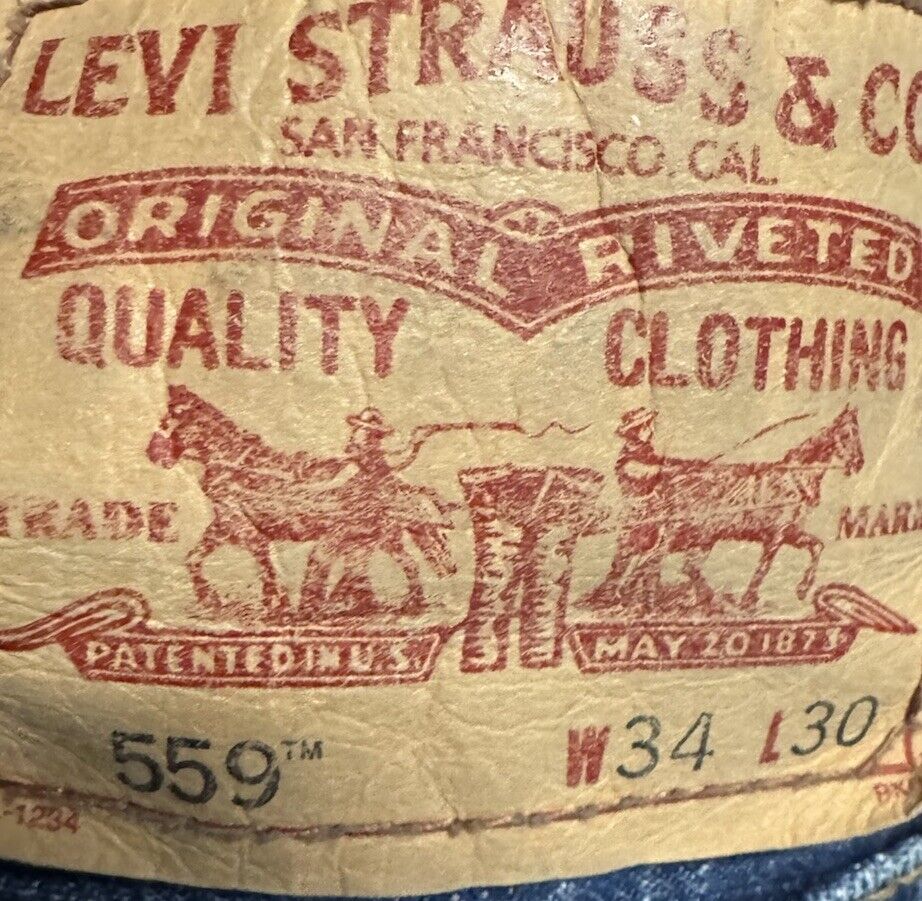 LEVI STRAUSS & CO
SAN FRANCISCO, CAL.
ORIGINAL RIVETED
QUALITY CLOTHING
TRADE MARK
PATENTED IN U.S. MAY 20 1873
559™ W34 L30
-1234